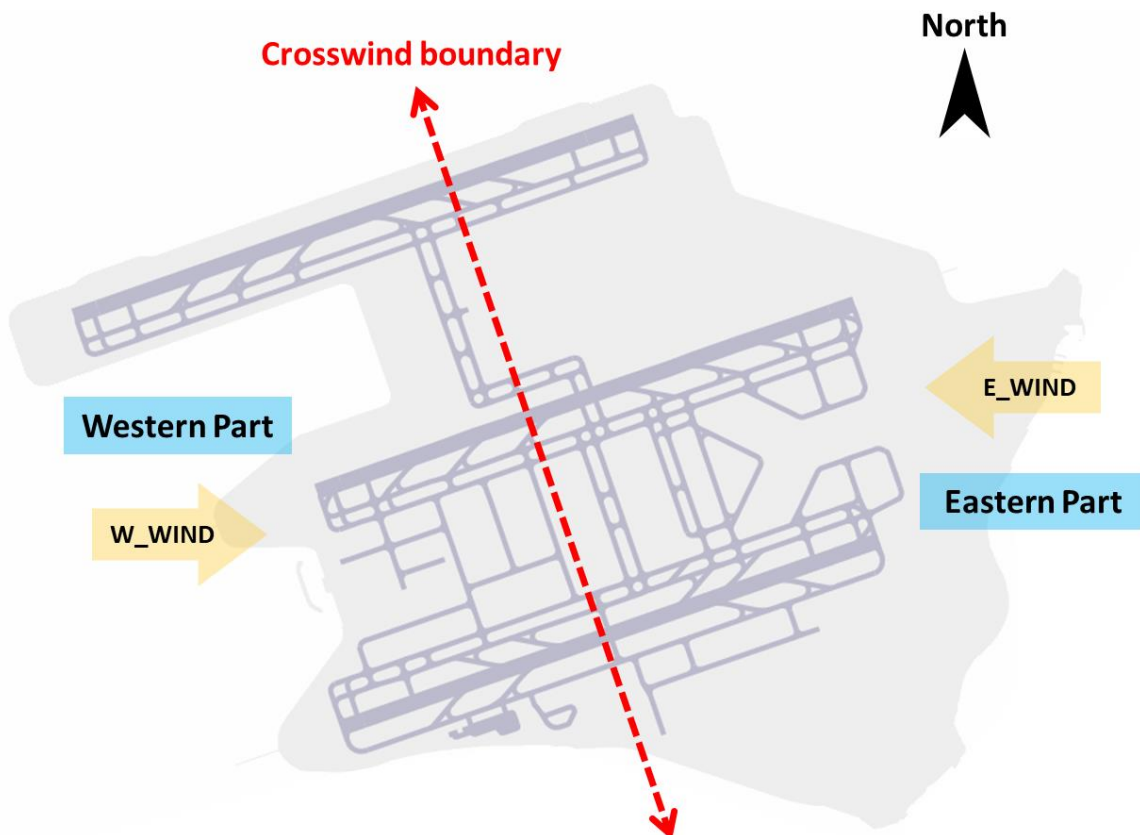 North
Crosswind boundary
E_WIND
Western Part
Eastern Part
W_WIND